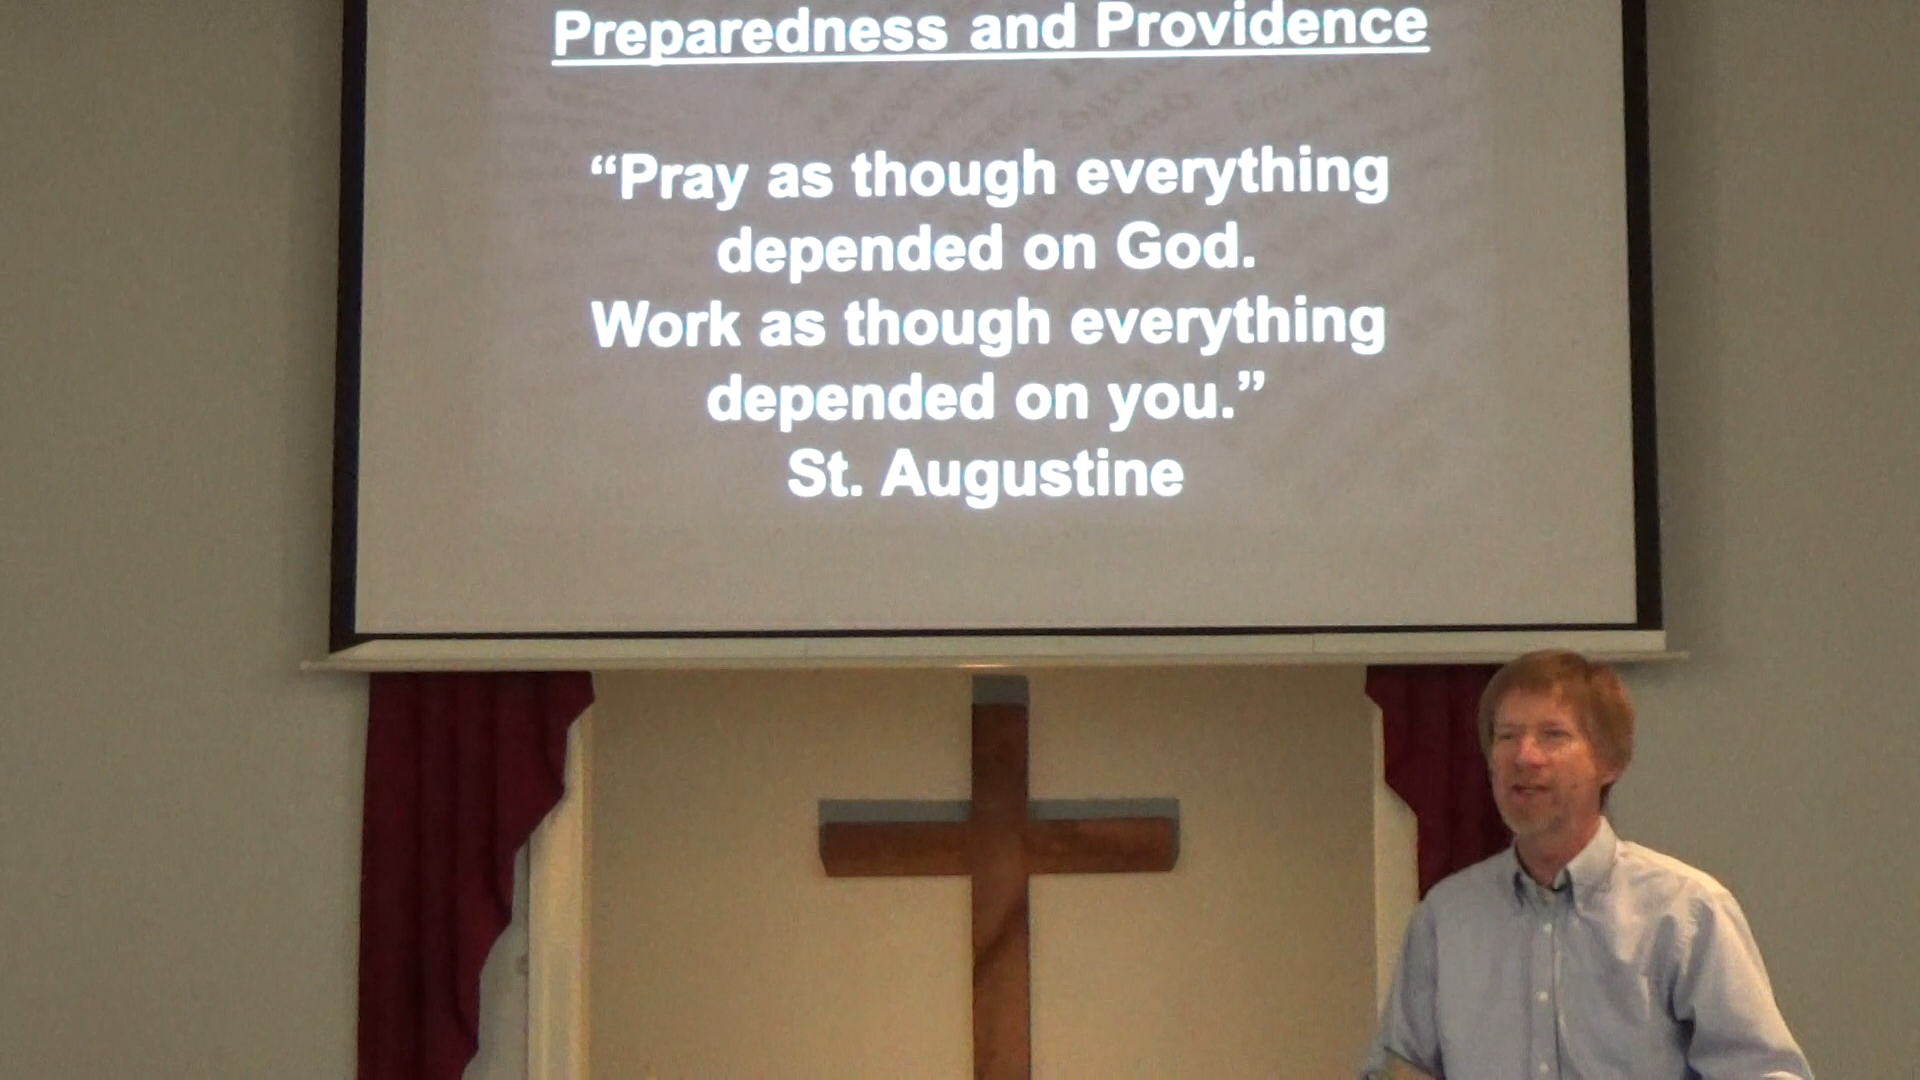 Preparedness and Providence
“Pray as though everything
depended on God.
Work as though everything
depended on you.”
St. Augustine